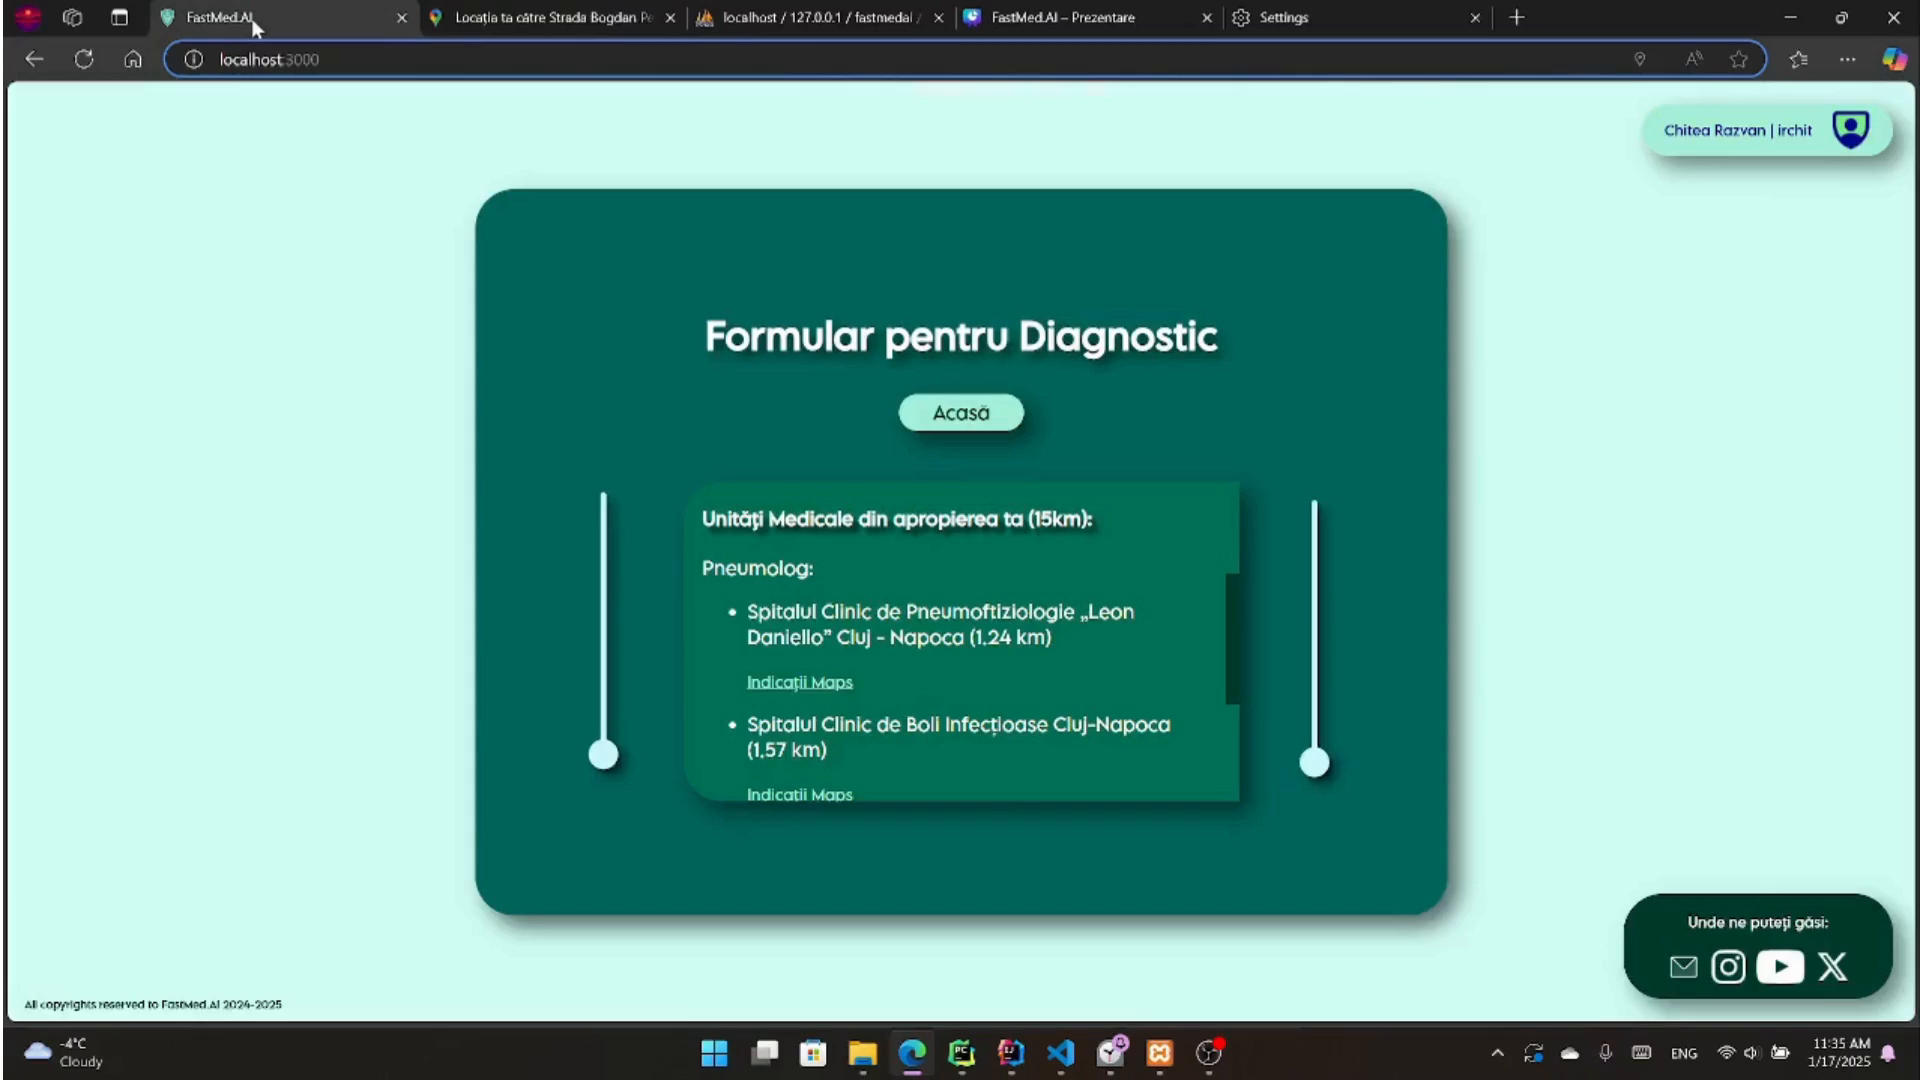 FastMed.AI
Locația ta către Strada Bogdan Pe
localhost / 127.0.0.1 / fastmedal /
FastMed.AI – Prezentare
Settings
localhost:3000
Chitea Razvan | irchit
Formular pentru Diagnostic
Acasă
Unități Medicale din apropierea ta (15km):
Pneumolog:
• Spitalul Clinic de Pneumoftiziologie „Leon
Daniello” Cluj - Napoca (1,24 km)
Indicații Maps
• Spitalul Clinic de Boli Infecțioase Cluj-Napoca
(1,57 km)
Indicații Maps
Unde ne puteți găsi:
All copyrights reserved to FastMed.AI 2024-2025
-4°C
Cloudy
ENG
11:35 AM
1/17/2025